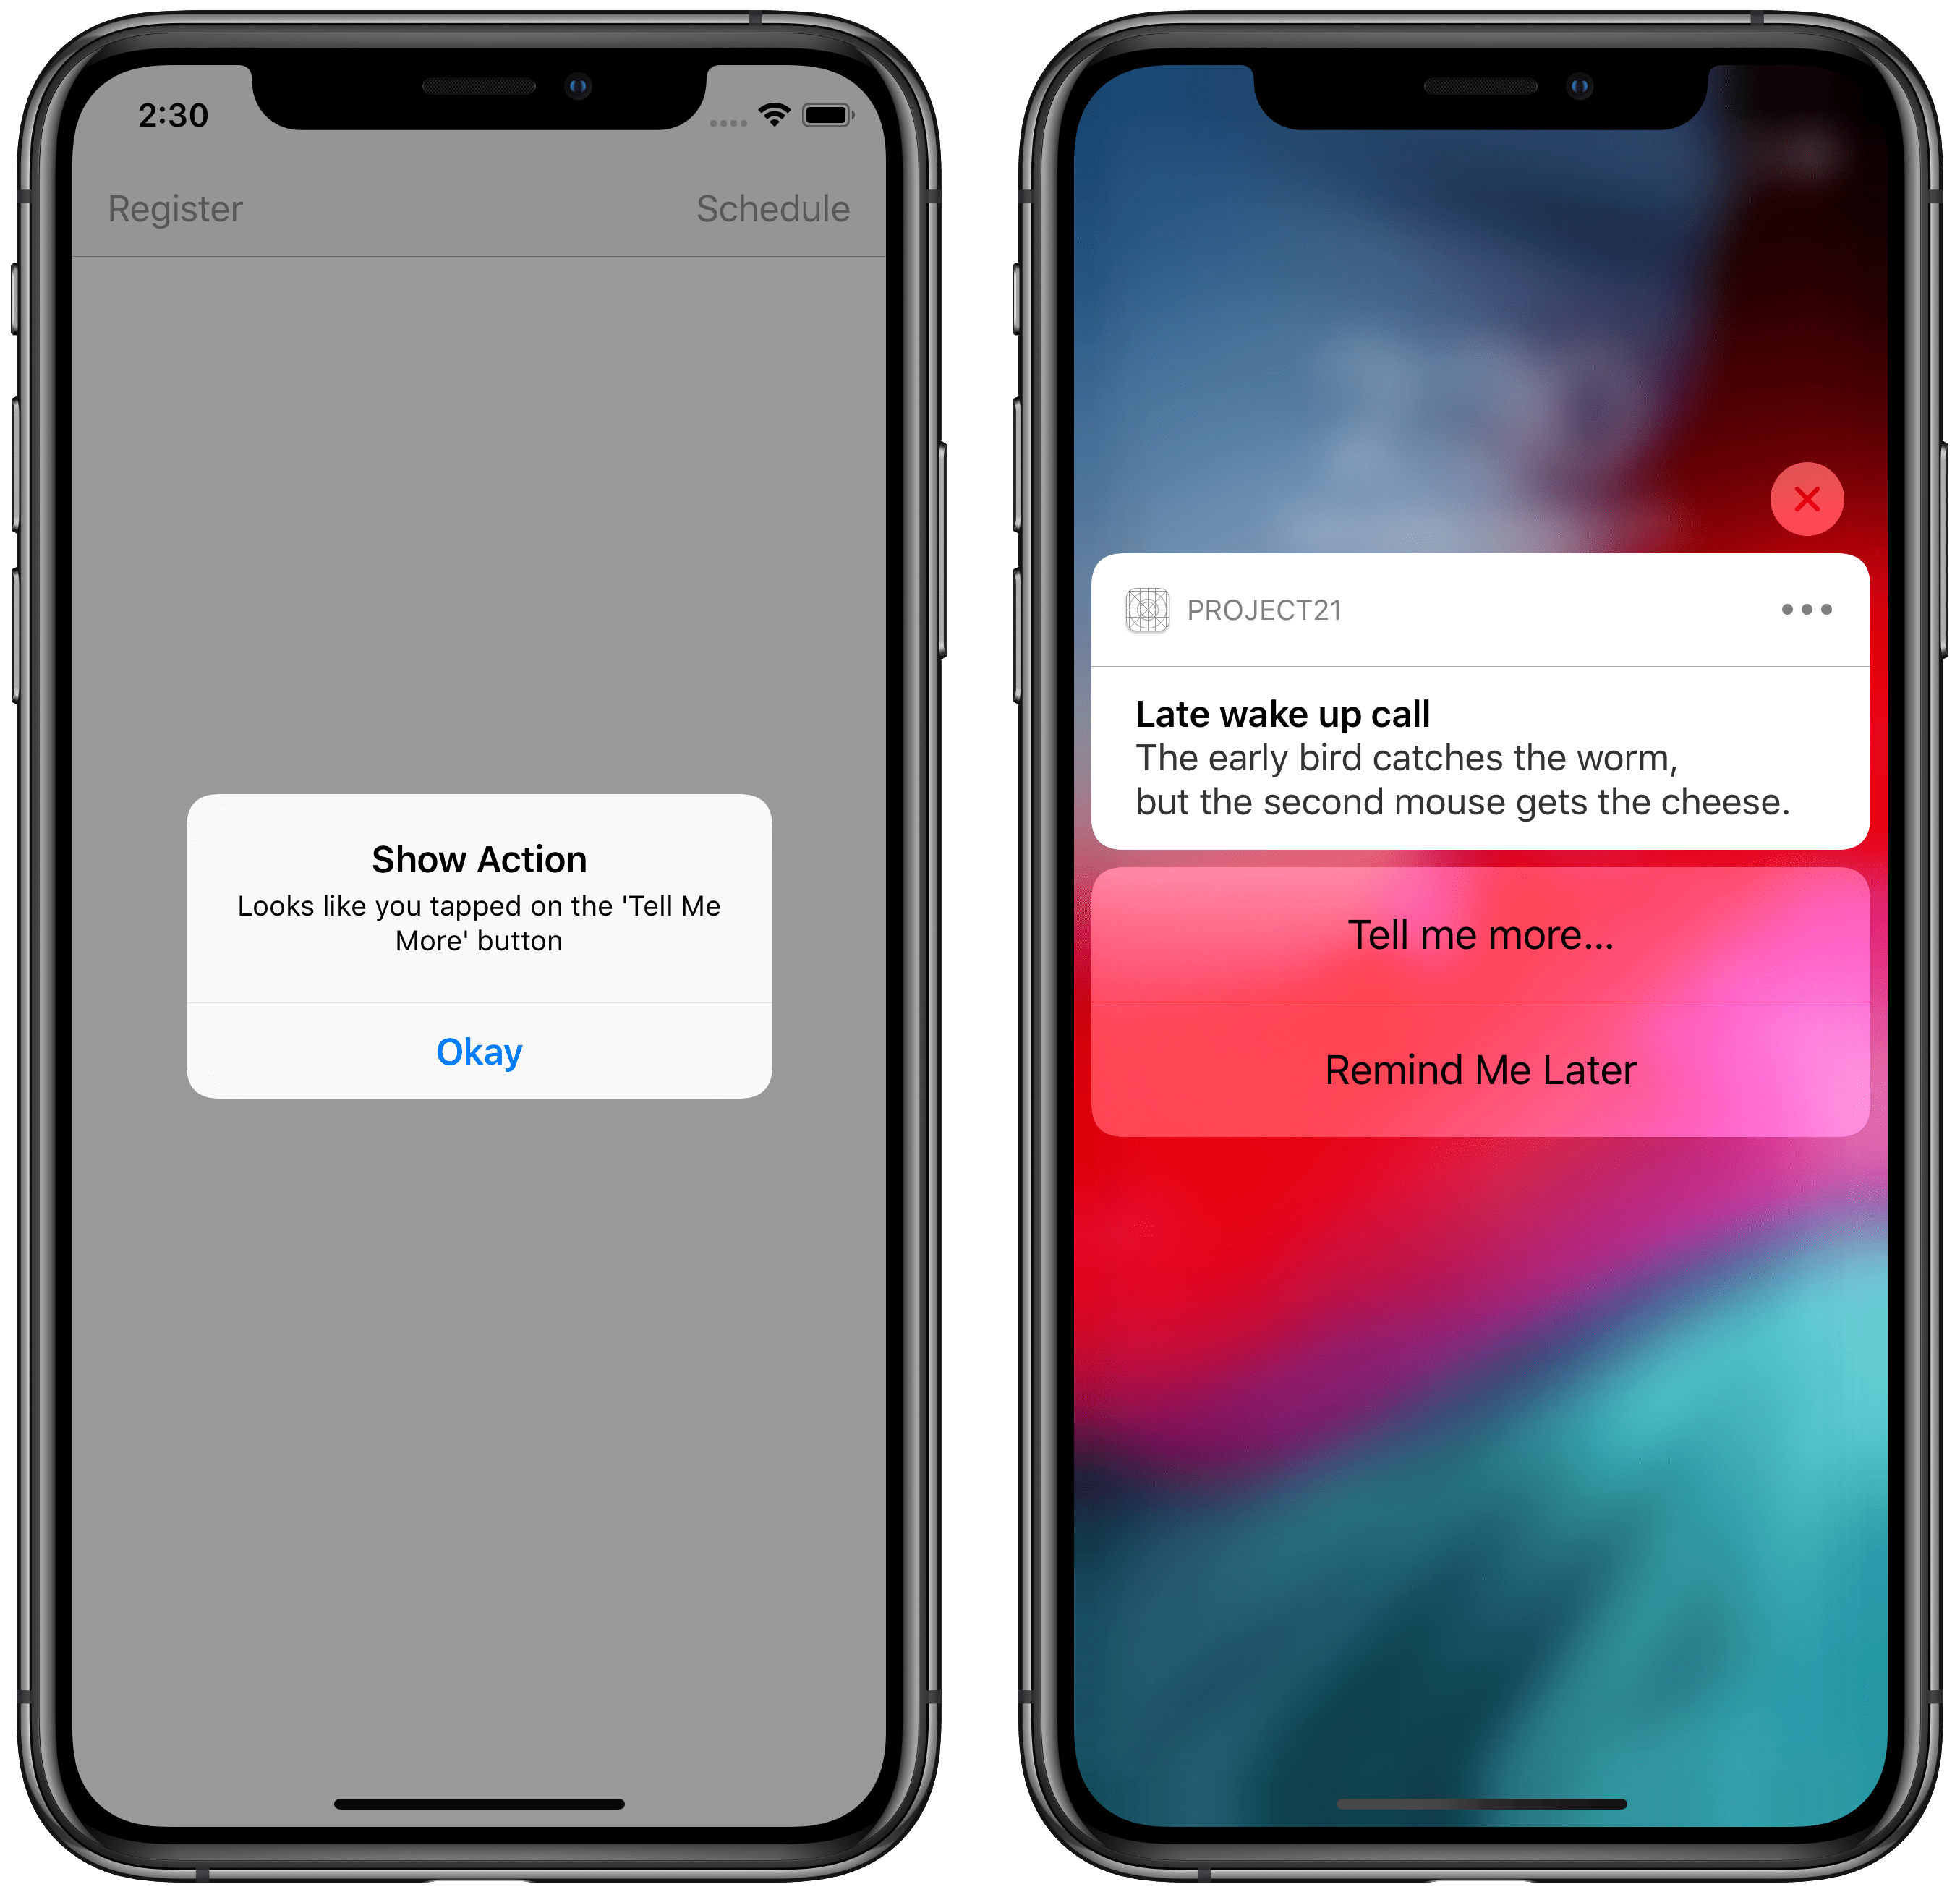 2:30
Register
Schedule
Show Action
Looks like you tapped on the 'Tell Me
More' button
Okay
PROJECT21
Late wake up call
The early bird catches the worm,
but the second mouse gets the cheese.
Tell me more...
Remind Me Later